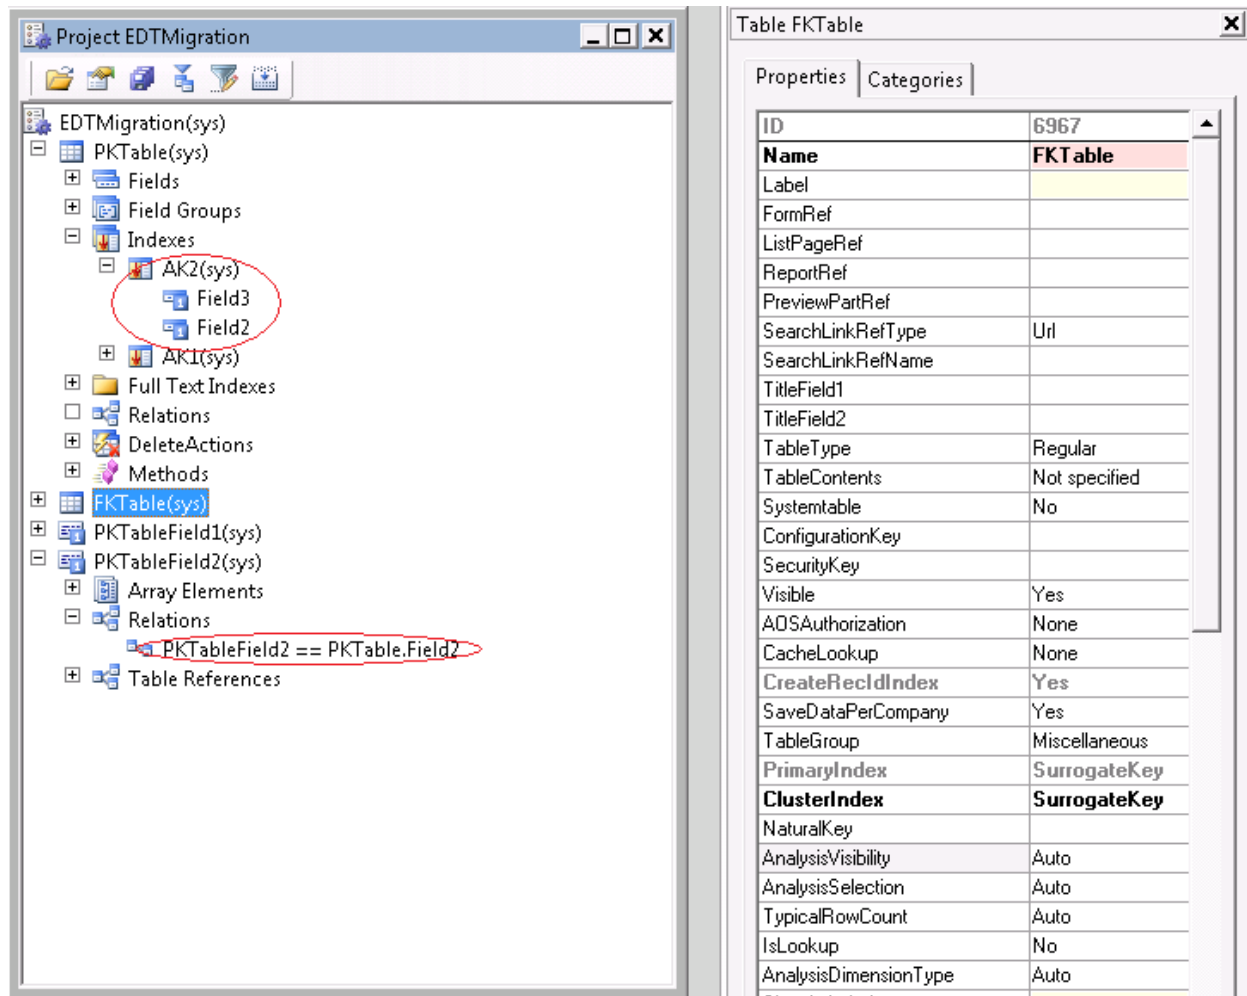 Project EDTMigration
EDTMigration(sys)
PKTable(sys)
Fields
Field Groups
Indexes
AK2(sys)
Field3
Field2
AK1(sys)
Full Text Indexes
Relations
DeleteActions
Methods
FKTable(sys)
PKTableField1(sys)
PKTableField2(sys)
Array Elements
Relations
PKTableField2 == PKTable.Field2
Table References
Table FKTable
Properties Categories
ID 6967
Name FKTable
Label
FormRef
ListPageRef
ReportRef
PreviewPartRef
SearchLinkRefType Url
SearchLinkRefName
TitleField1
TitleField2
TableType Regular
TableContents Not specified
Systemtable No
ConfigurationKey
SecurityKey
Visible Yes
AOSAuthorization None
CacheLookup None
CreateRecIdIndex Yes
SaveDataPerCompany Yes
TableGroup Miscellaneous
PrimaryIndex SurrogateKey
ClusterIndex SurrogateKey
NaturalKey
AnalysisVisibility Auto
AnalysisSelection Auto
TypicalRowCount Auto
IsLookup No
AnalysisDimensionType Auto